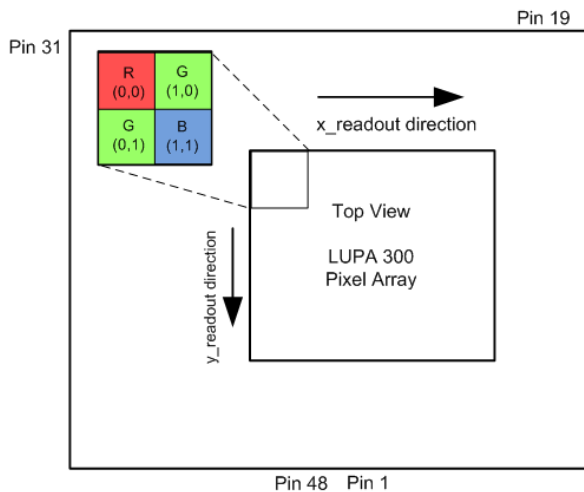 Pin 19
Pin 31
R
(0,0)
G
(1,0)
G
(0,1)
B
(1,1)
x_readout direction
Top View
LUPA 300
Pixel Array
y_readout direction
Pin 48 Pin 1